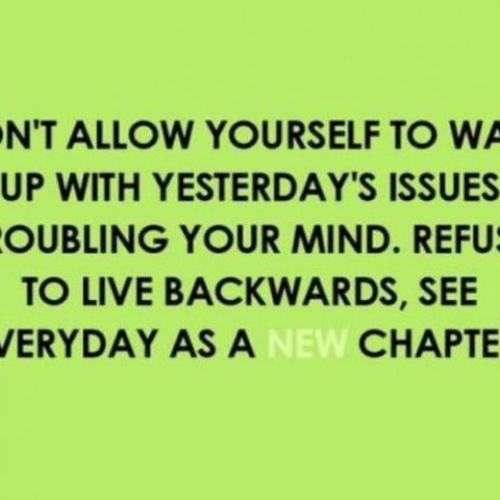 ON'T ALLOW YOURSELF TO WA
UP WITH YESTERDAY'S ISSUES
ROUBLING YOUR MIND. REFUS
TO LIVE BACKWARDS, SEE
VERYDAY AS A NEW CHAPTE